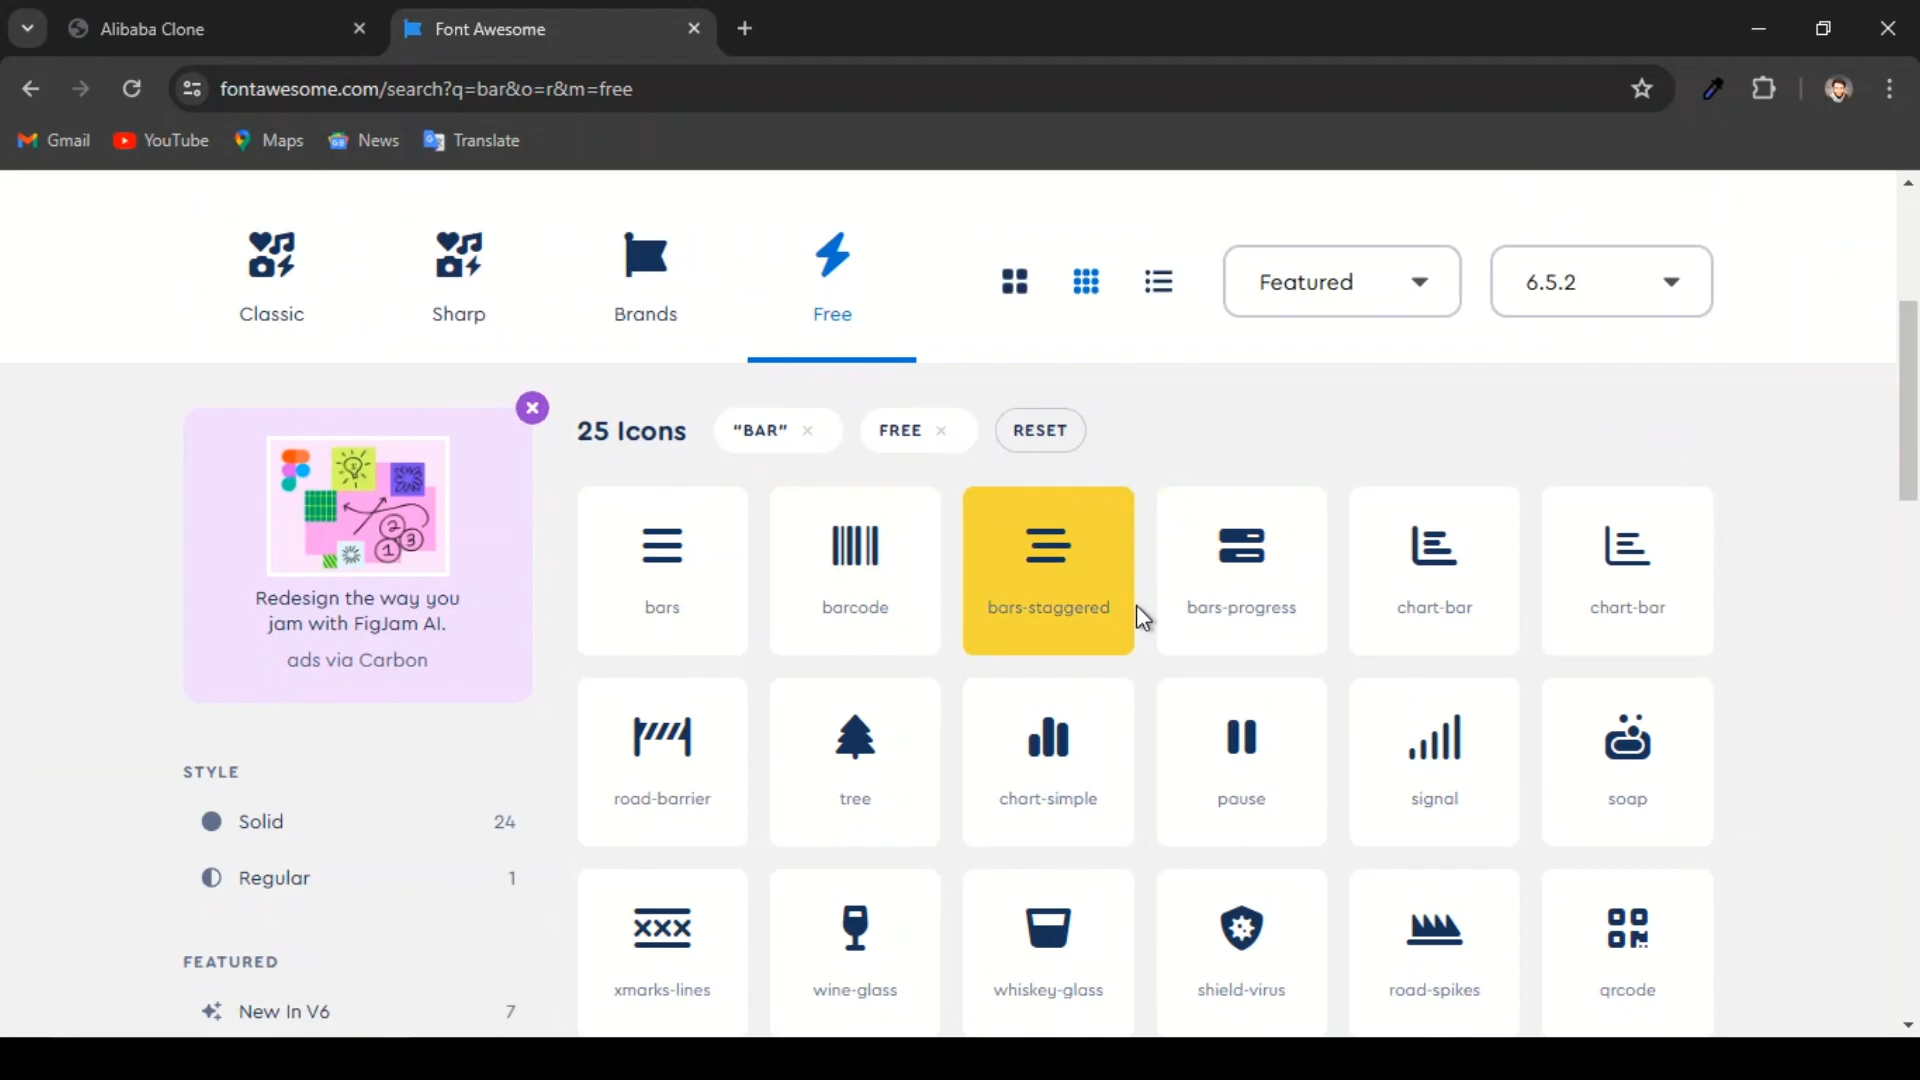 Alibaba Clone
Font Awesome
fontawesome.com/search?q=bar&o=r&m=free
Gmail
YouTube
Maps
News
Translate
Classic
Sharp
Brands
Free
Featured
6.5.2
25 Icons
"BAR"
FREE
RESET
Redesign the way you
jam with FigJam AI.
ads via Carbon
bars
barcode
bars-staggered
bars-progress
chart-bar
chart-bar
road-barrier
tree
chart-simple
pause
signal
soap
STYLE
Solid 24
Regular 1
xmarks-lines
wine-glass
whiskey-glass
shield-virus
road-spikes
qrcode
FEATURED
New In V6 7